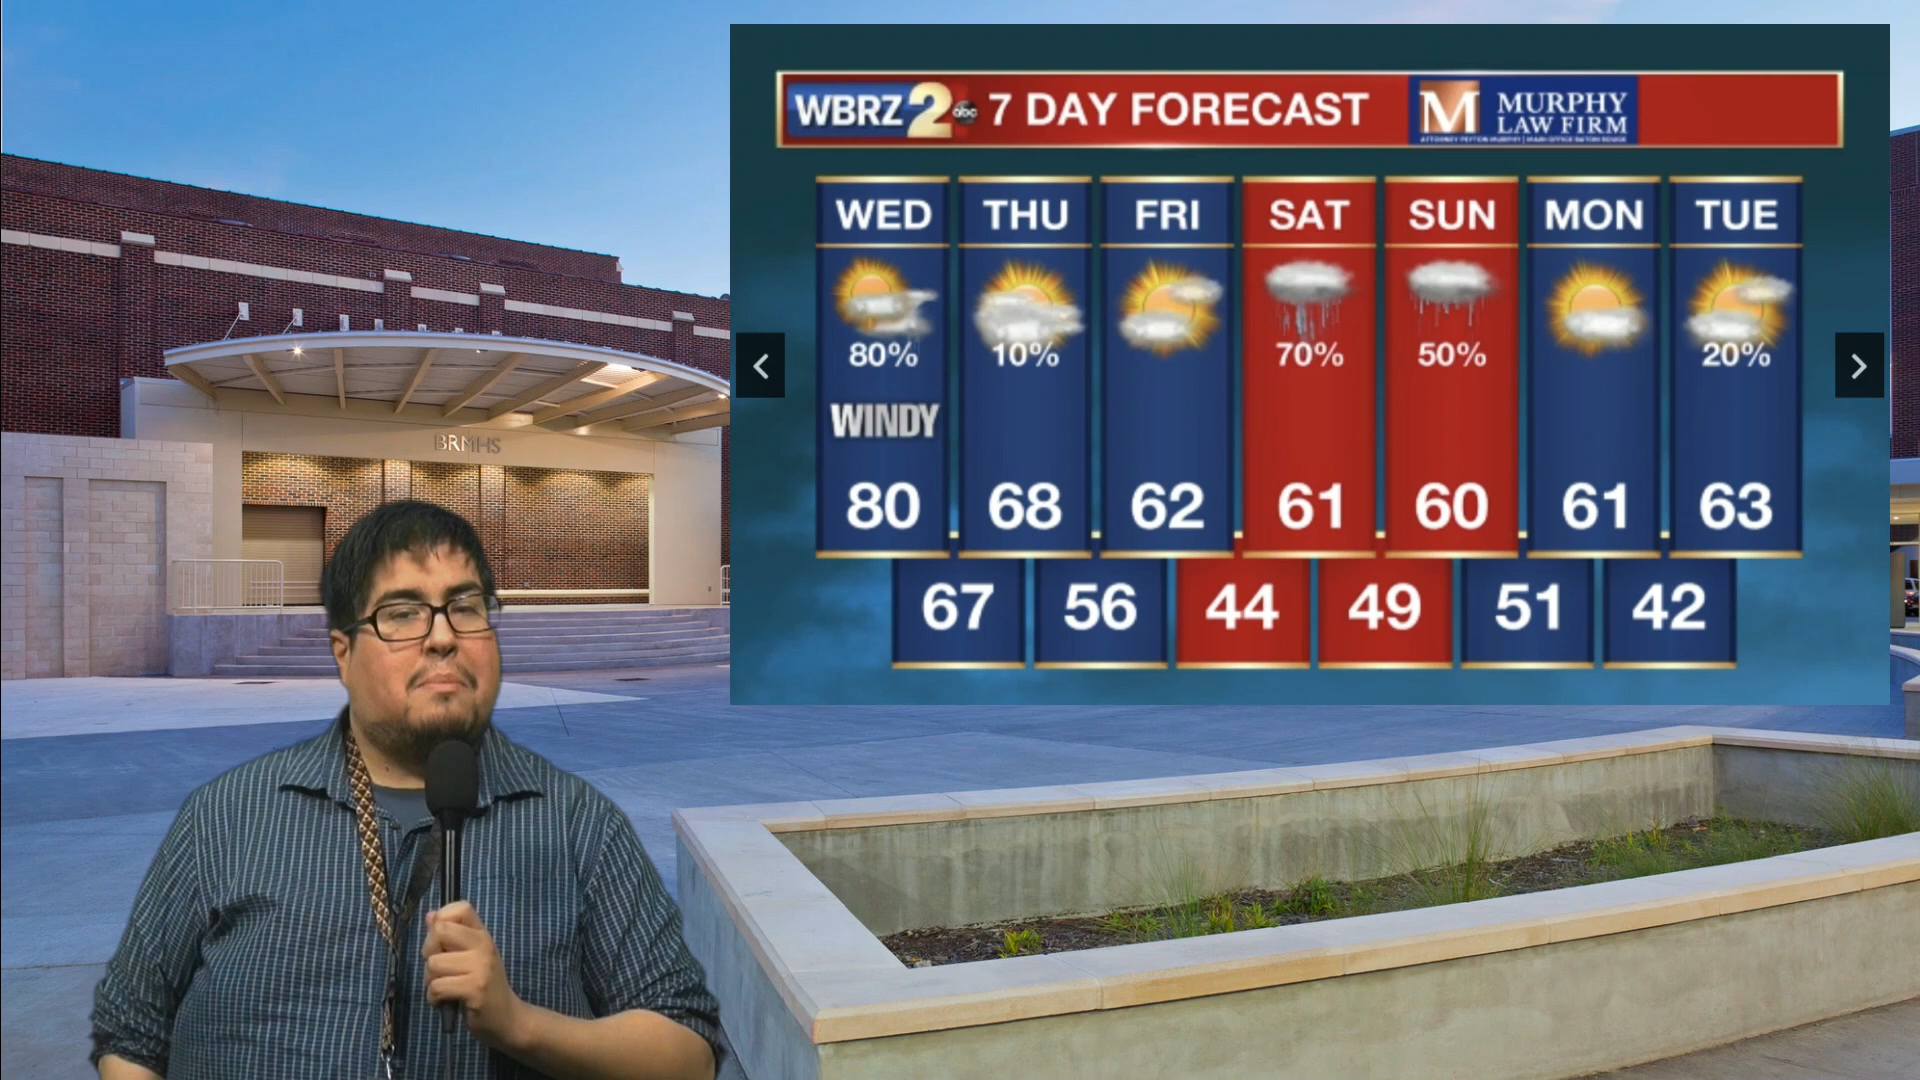 WBRZ 2 abc 7 DAY FORECAST
M MURPHY
LAW FIRM
WED THU FRI SAT SUN MON TUE
80% 10% 70% 50% 20%
WINDY
80 68 62 61 60 61 63
67 56 44 49 51 42
BRMHS